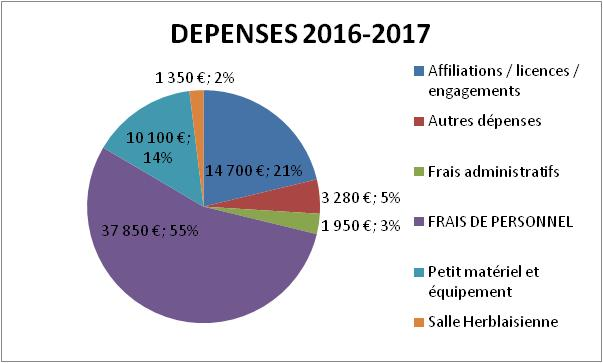 DEPENSES 2016-2017
1 350 €; 2%
10 100 €;
14%
14 700 €; 21%
3 280 €; 5%
1 950 €; 3%
37 850 €; 55%
Affiliations / licences /
engagements
Autres dépenses
Frais administratifs
FRAIS DE PERSONNEL
Petit matériel et
équipement
Salle Herblaisienne